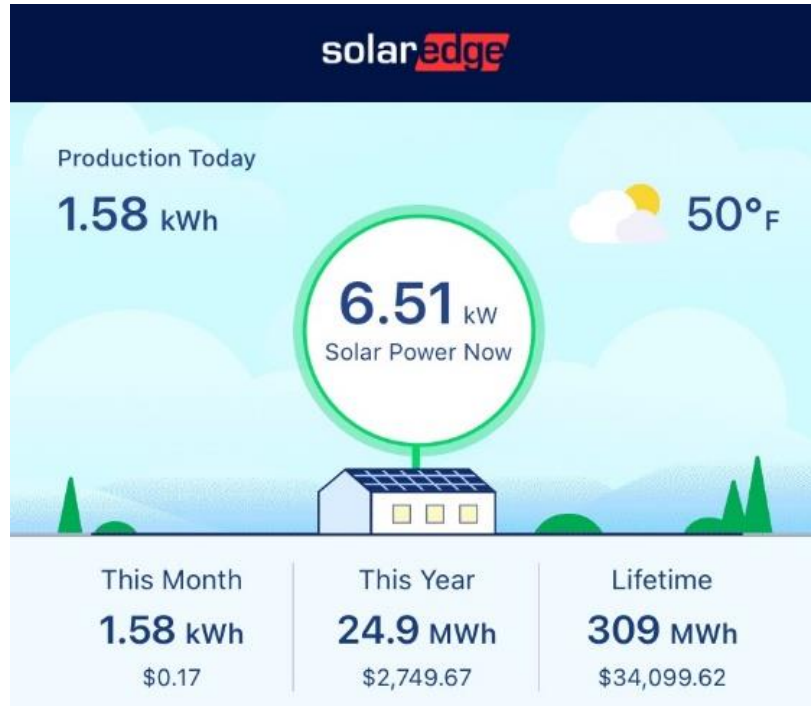 solaredge
Production Today
1.58 kWh
50°F
6.51 kW
Solar Power Now
This Month
1.58 kWh
$0.17
This Year
24.9 MWh
$2,749.67
Lifetime
309 MWh
$34,099.62